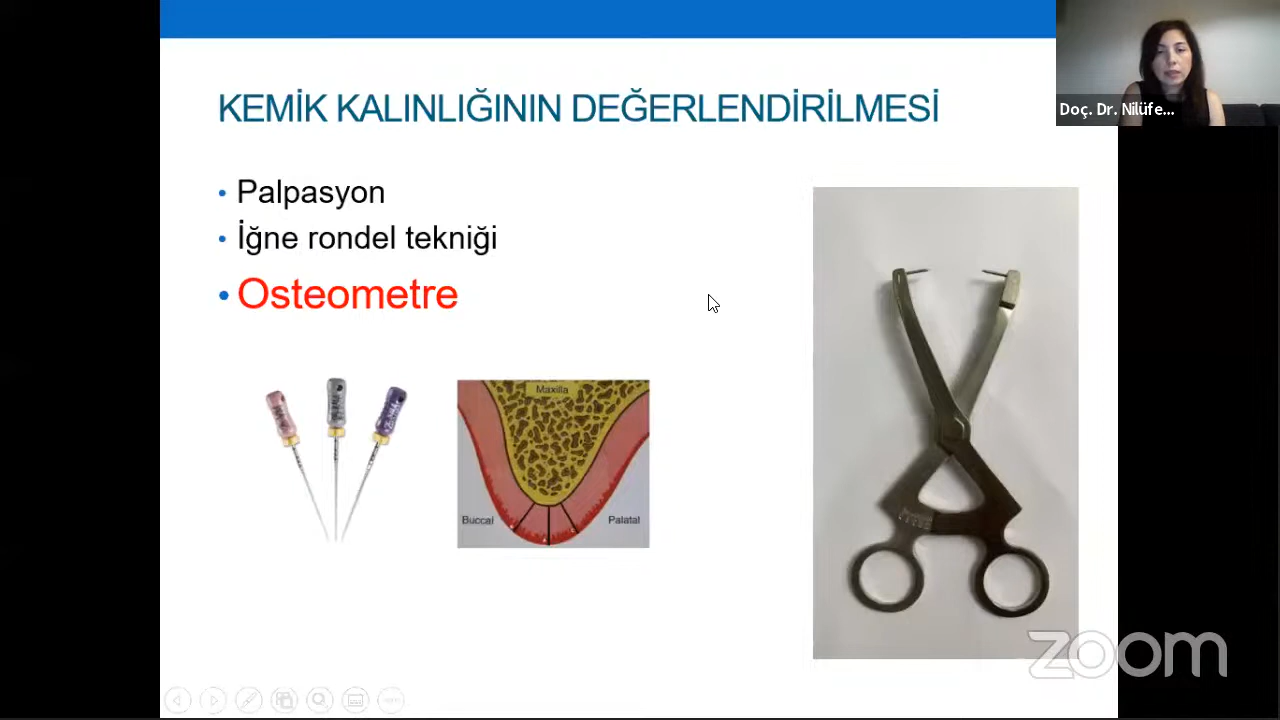 KEMİK KALINLIĞININ DEĞERLENDİRİLMESİ
Doç. Dr. Nilüfe...
• Palpasyon
• İğne rondel tekniği
• Osteometre
Maxilla
Buccal
Palatal
zoom